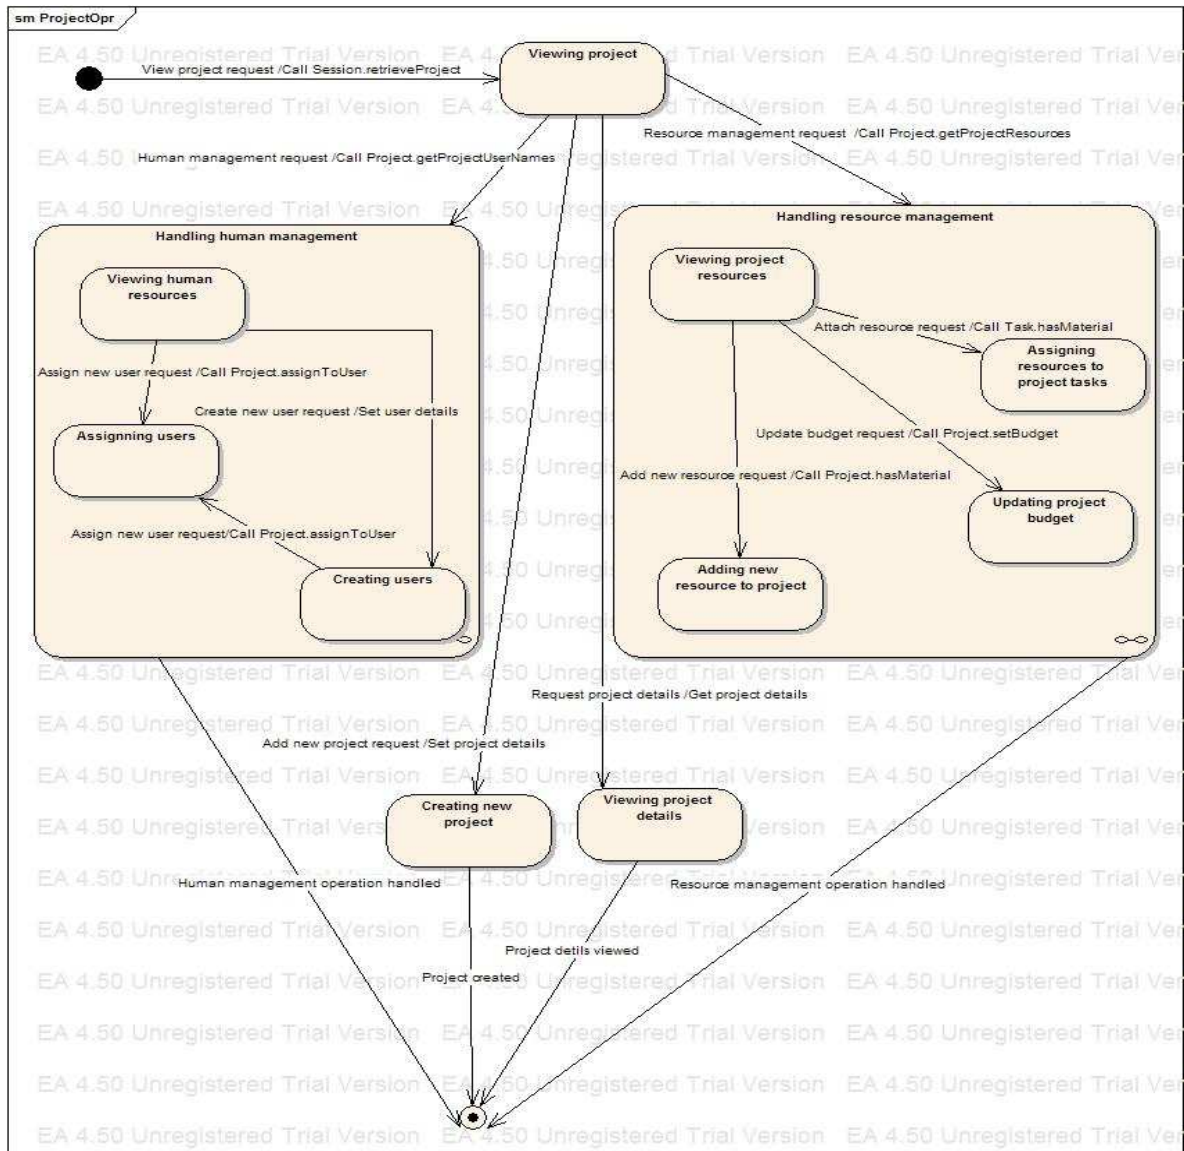 sm ProjectOpr
EA 4.50 Unregistered Trial Version
Viewing project
View project request /Call Session.retrieveProject
Resource management request /Call Project.getProjectResources
Human management request /Call Project.getProjectUserNames
Handling human management
Handling resource management
Viewing human
resources
Viewing project
resources
Attach resource request /Call Task.hasMaterial
Assigning
resources to
project tasks
Assign new user request /Call Project.assignToUser
Create new user request /Set user details
Assignning users
Update budget request /Call Project.setBudget
Add new resource request /Call Project.hasMaterial
Updating project
budget
Assign new user request/Call Project.assignToUser
Creating users
Adding new
resource to project
Request project details /Get project details
Add new project request /Set project details
Creating new
project
Viewing project
details
Human management operation handled
Resource management operation handled
Project detils viewed
Project created